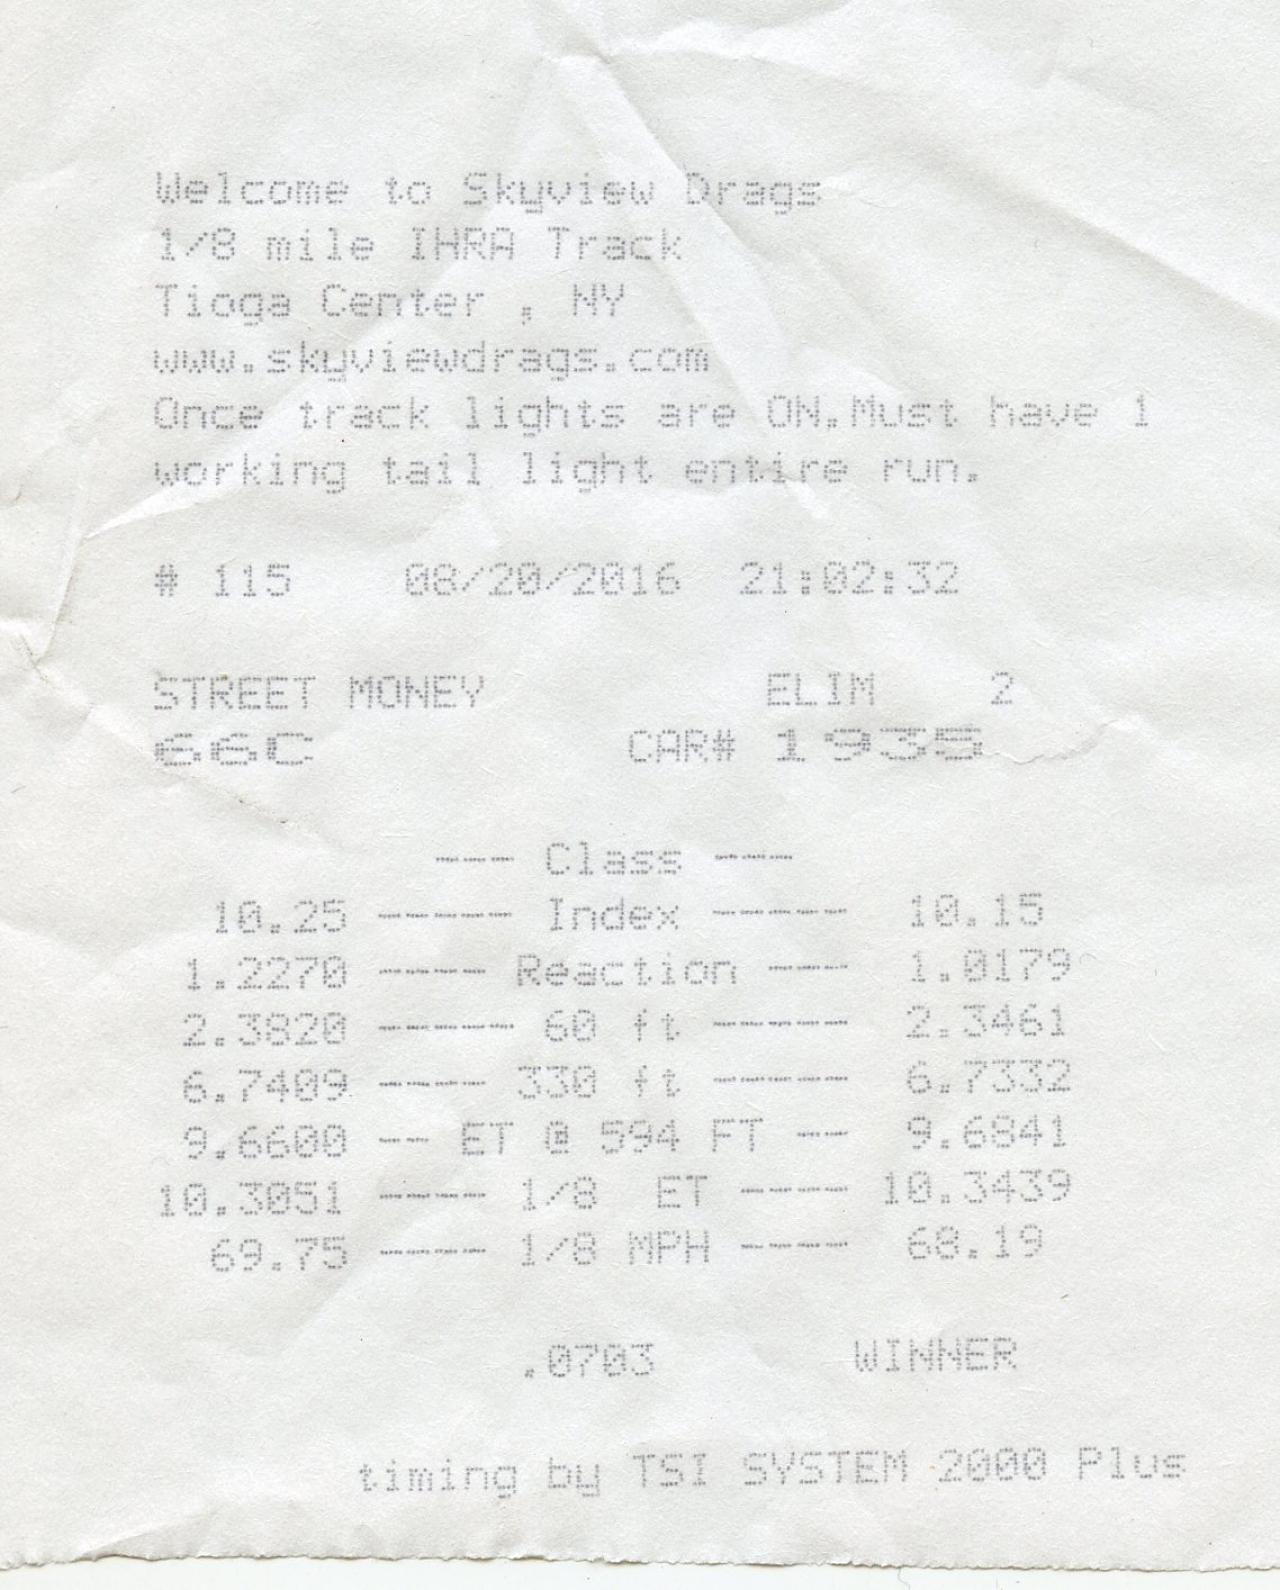 Welcome to Skyview Drags
1/8 mile IHRA Track
Tioga Center , NY
www.skyviewdrags.com
Once track lights are ON.Must have 1
working tail light entire run.
# 115 08/20/2016 21:02:32
STREET MONEY ELIM 2
66C CAR# 1935
--- Class ---
10.25 ----- Index ----- 10.15
1.2270 ---- Reaction --- 1.0179
2.3820 ----- 60 ft ----- 2.3461
6.7409 ---- 330 ft ----- 6.7332
9.6600 -- ET @ 594 FT -- 9.6841
10.3051 ---- 1/8 ET ---- 10.3439
69.75 ---- 1/8 MPH ---- 68.19
.0703 WINNER
timing by TSI SYSTEM 2000 Plus